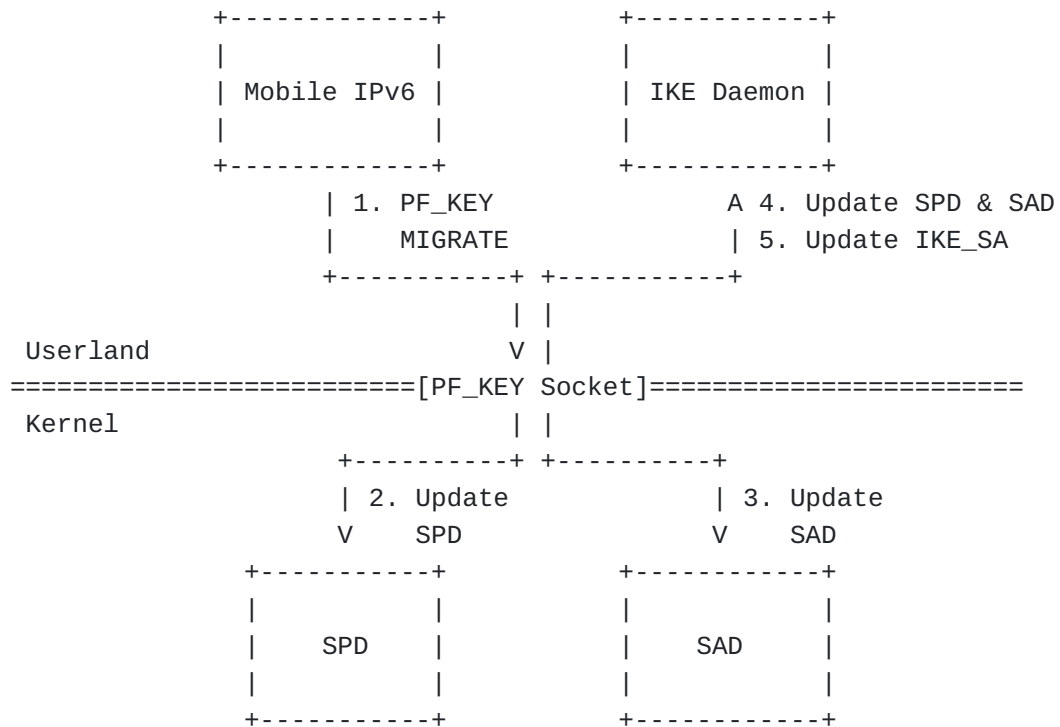 +-------------+            +------------+
|             |            |            |
| Mobile IPv6 |            | IKE Daemon |
|             |            |            |
+-------------+            +------------+
| 1. PF_KEY              A 4. Update SPD & SAD
|    MIGRATE             | 5. Update IKE_SA
+-----------+ +-----------+
| |
Userland                       V |
==========================[PF_KEY Socket]========================
Kernel                         | |
+----------+ +----------+
| 2. Update             | 3. Update
V    SPD                V    SAD
+-----------+           +------------+
|           |           |            |
|    SPD    |           |    SAD     |
|           |           |            |
+-----------+           +------------+